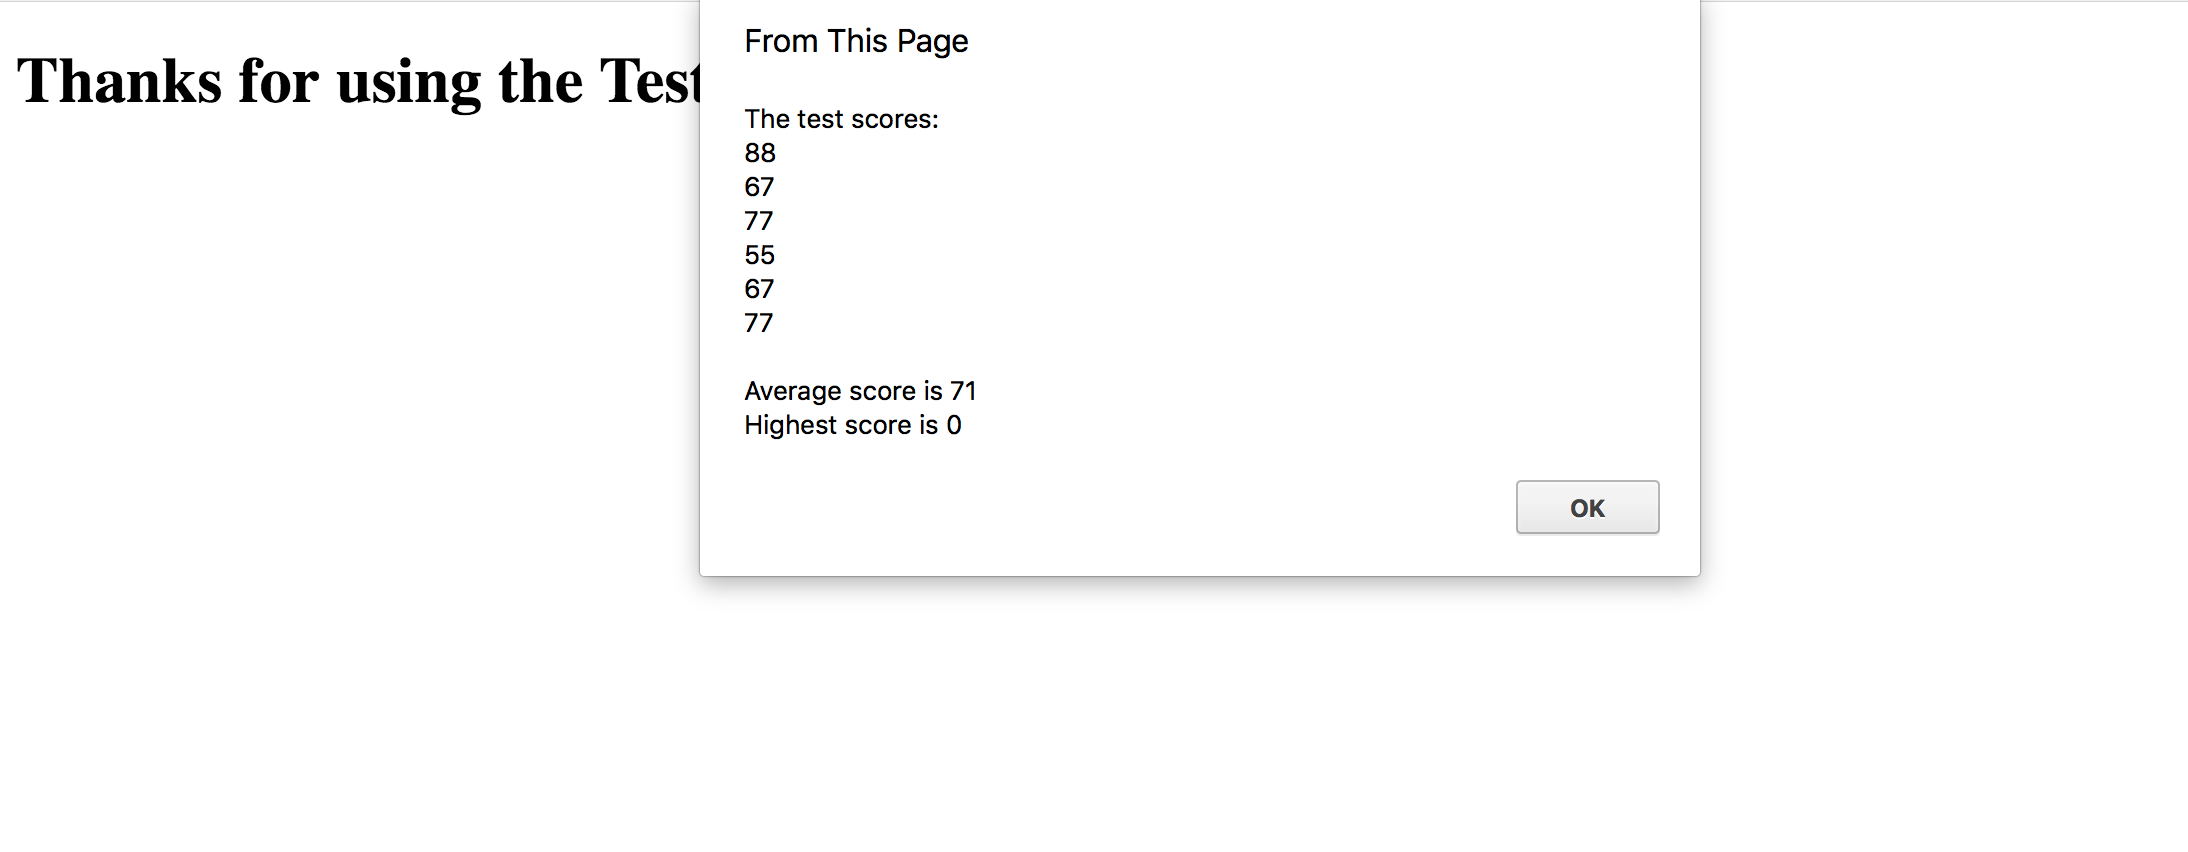 Thanks for using the Test
From This Page
The test scores:
88
67
77
55
67
77
Average score is 71
Highest score is 0
OK